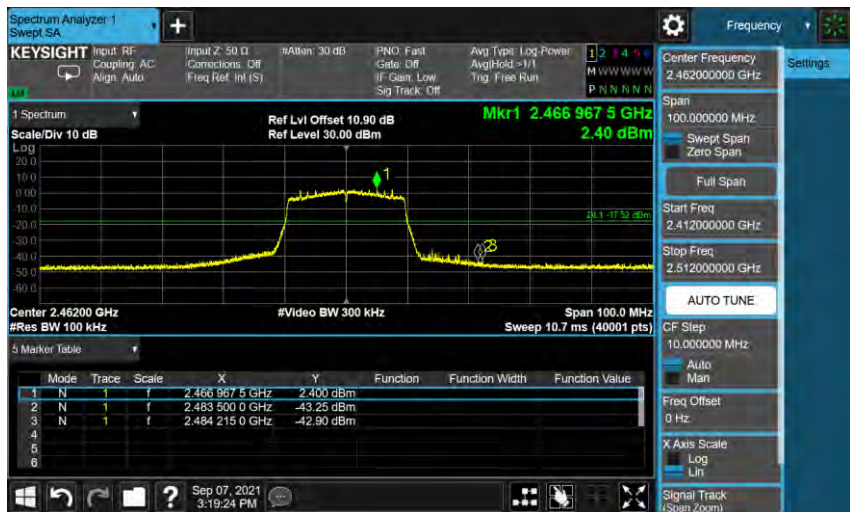 Spectrum Analyzer 1
Swept SA
+
Frequency
KEYSIGHT
Input: RF
Coupling: AC
Align: Auto
Input Z: 50 Ω
Corrections: Off
Freq Ref: Int (S)
#Atten: 30 dB
PNO: Fast
Gate: Off
IF Gain: Low
Sig Track: Off
Avg Type: Log-Power
Avg|Hold:>1/1
Trig: Free Run
1 2 3 4 5 6
M W W W W W
P N N N N N
Settings
Center Frequency
2.462000000 GHz
Span
100.000000 MHz
Swept Span
Zero Span
Full Span
Start Freq
2.412000000 GHz
Stop Freq
2.512000000 GHz
AUTO TUNE
CF Step
10.000000 MHz
Auto
Man
Freq Offset
0 Hz
X Axis Scale
Log
Lin
Signal Track
(Span Zoom)
1 Spectrum
Scale/Div 10 dB
Ref Lvl Offset 10.90 dB
Ref Level 30.00 dBm
Mkr1 2.466 967 5 GHz
2.40 dBm
Log
20.0
10.0
0.00
-10.0
-20.0
-30.0
-40.0
-50.0
-60.0
1
DL1 -17.52 dBm
Center 2.46200 GHz
#Res BW 100 kHz
#Video BW 300 kHz
Span 100.0 MHz
Sweep 10.7 ms (40001 pts)
5 Marker Table
Mode Trace Scale X Y Function Function Width Function Value
1 N 1 f 2.466 967 5 GHz 2.400 dBm
2 N 1 f 2.483 500 0 GHz -43.25 dBm
3 N 1 f 2.484 215 0 GHz -42.90 dBm
4
5
6
?
Sep 07, 2021
3:19:24 PM